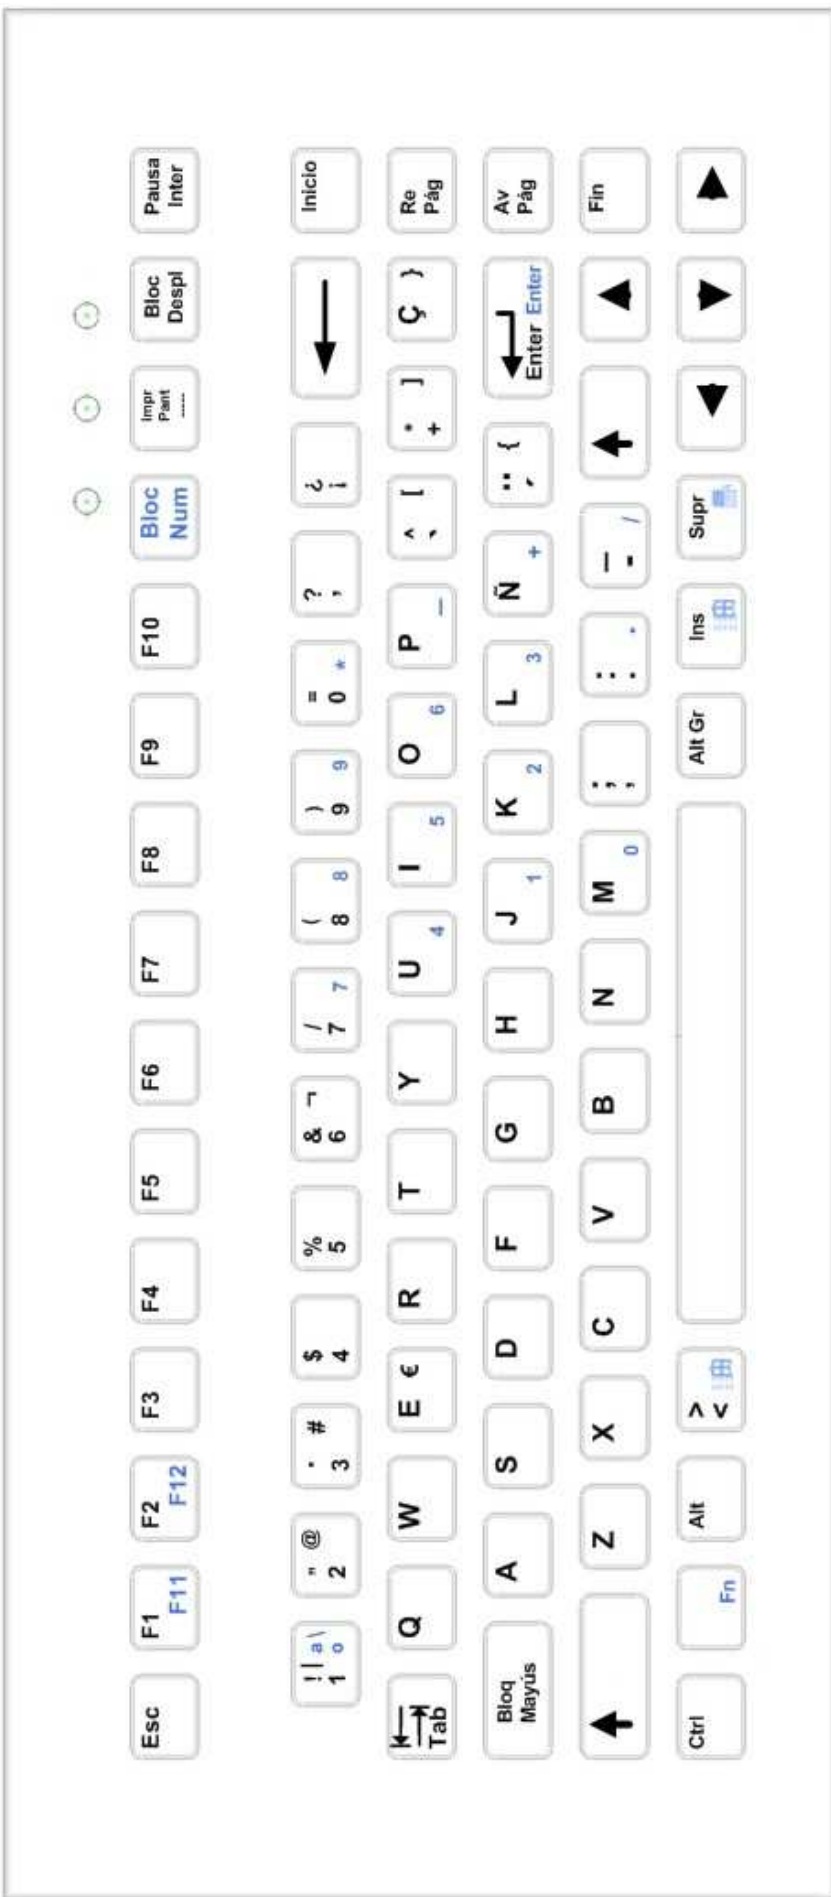 Esc F1 F11 F2 F12 F3 F4 F5 F6 F7 F8 F9 F10 Bloc Num Impr Pant ---- Bloc Despl Pausa Inter
! | a \ 1 o " @ 2 · # 3 $ 4 % 5 & ¬ 6 / 7 7 ( 8 8 ) 9 9 = 0 * ? ' ¿ ¡ Inicio
Tab Q W E € R T Y U 4 I 5 O 6 P — ^ [ ` * ] + Ç } Re Pág
Bloq Mayús A S D F G H J 1 K 2 L 3 Ñ + ¨ { ´ Enter Enter Av Pág
Z X C V B N M 0 ; , : . . — - / Fin
Ctrl Fn Alt > < Alt Gr Ins Supr